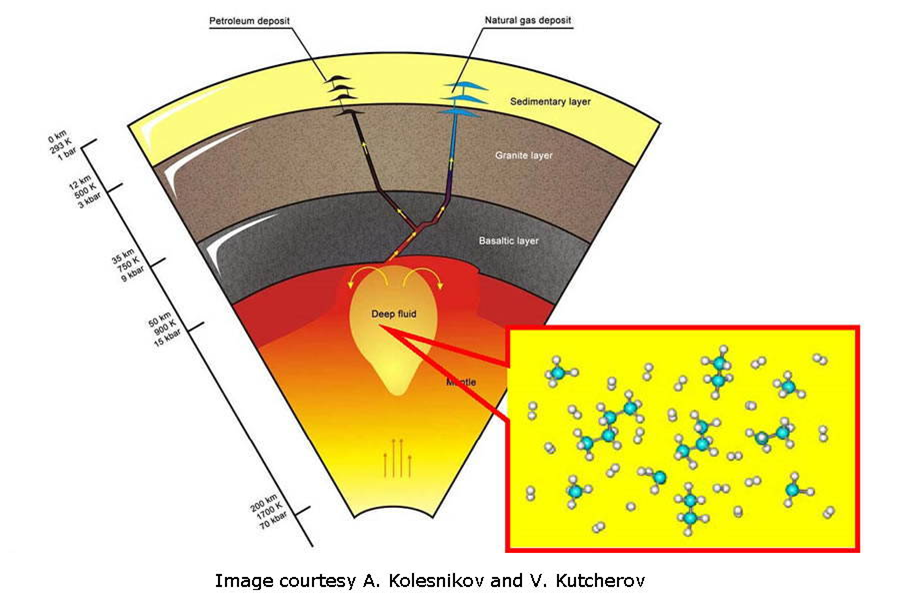 Petroleum deposit
Natural gas deposit
Sedimentary layer
Granite layer
Basaltic layer
Deep fluid
Mantle
0 km
293 K
1 bar
12 km
500 K
3 kbar
35 km
750 K
9 kbar
50 km
900 K
15 kbar
200 km
1700 K
70 kbar
Image courtesy A. Kolesnikov and V. Kutcherov